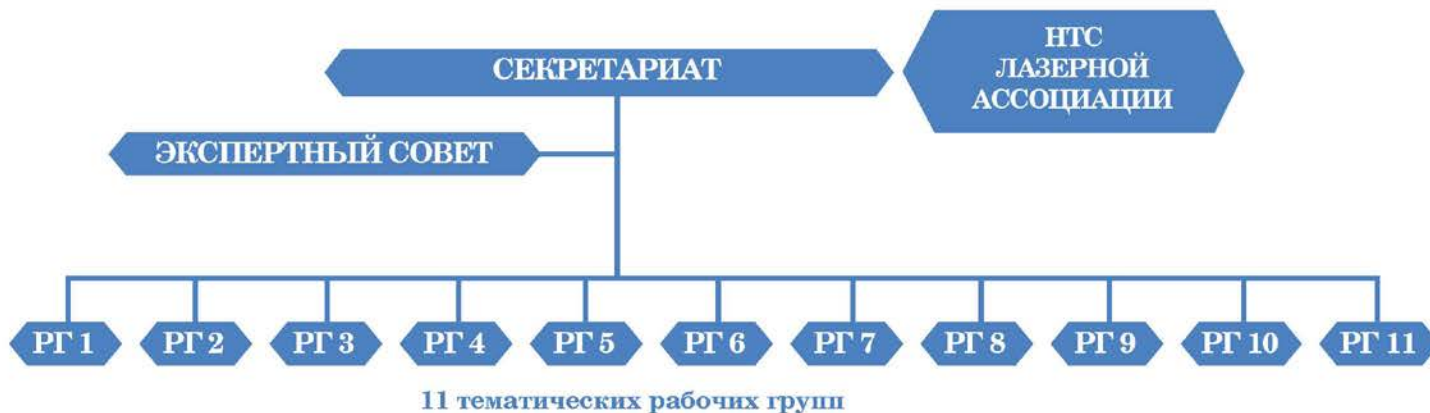 СЕКРЕТАРИАТ
НТС
ЛАЗЕРНОЙ
АССОЦИАЦИИ
ЭКСПЕРТНЫЙ СОВЕТ
РГ 1 РГ 2 РГ 3 РГ 4 РГ 5 РГ 6 РГ 7 РГ 8 РГ 9 РГ 10 РГ 11
11 тематических рабочих групп